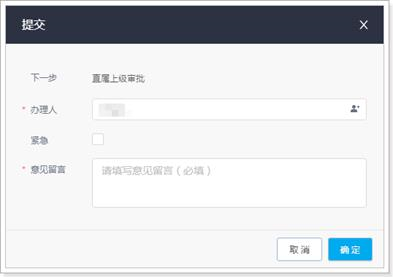 提交
下一步 直属上级审批
* 办理人
紧急
* 意见留言 请填写意见留言（必填）
取消 确定